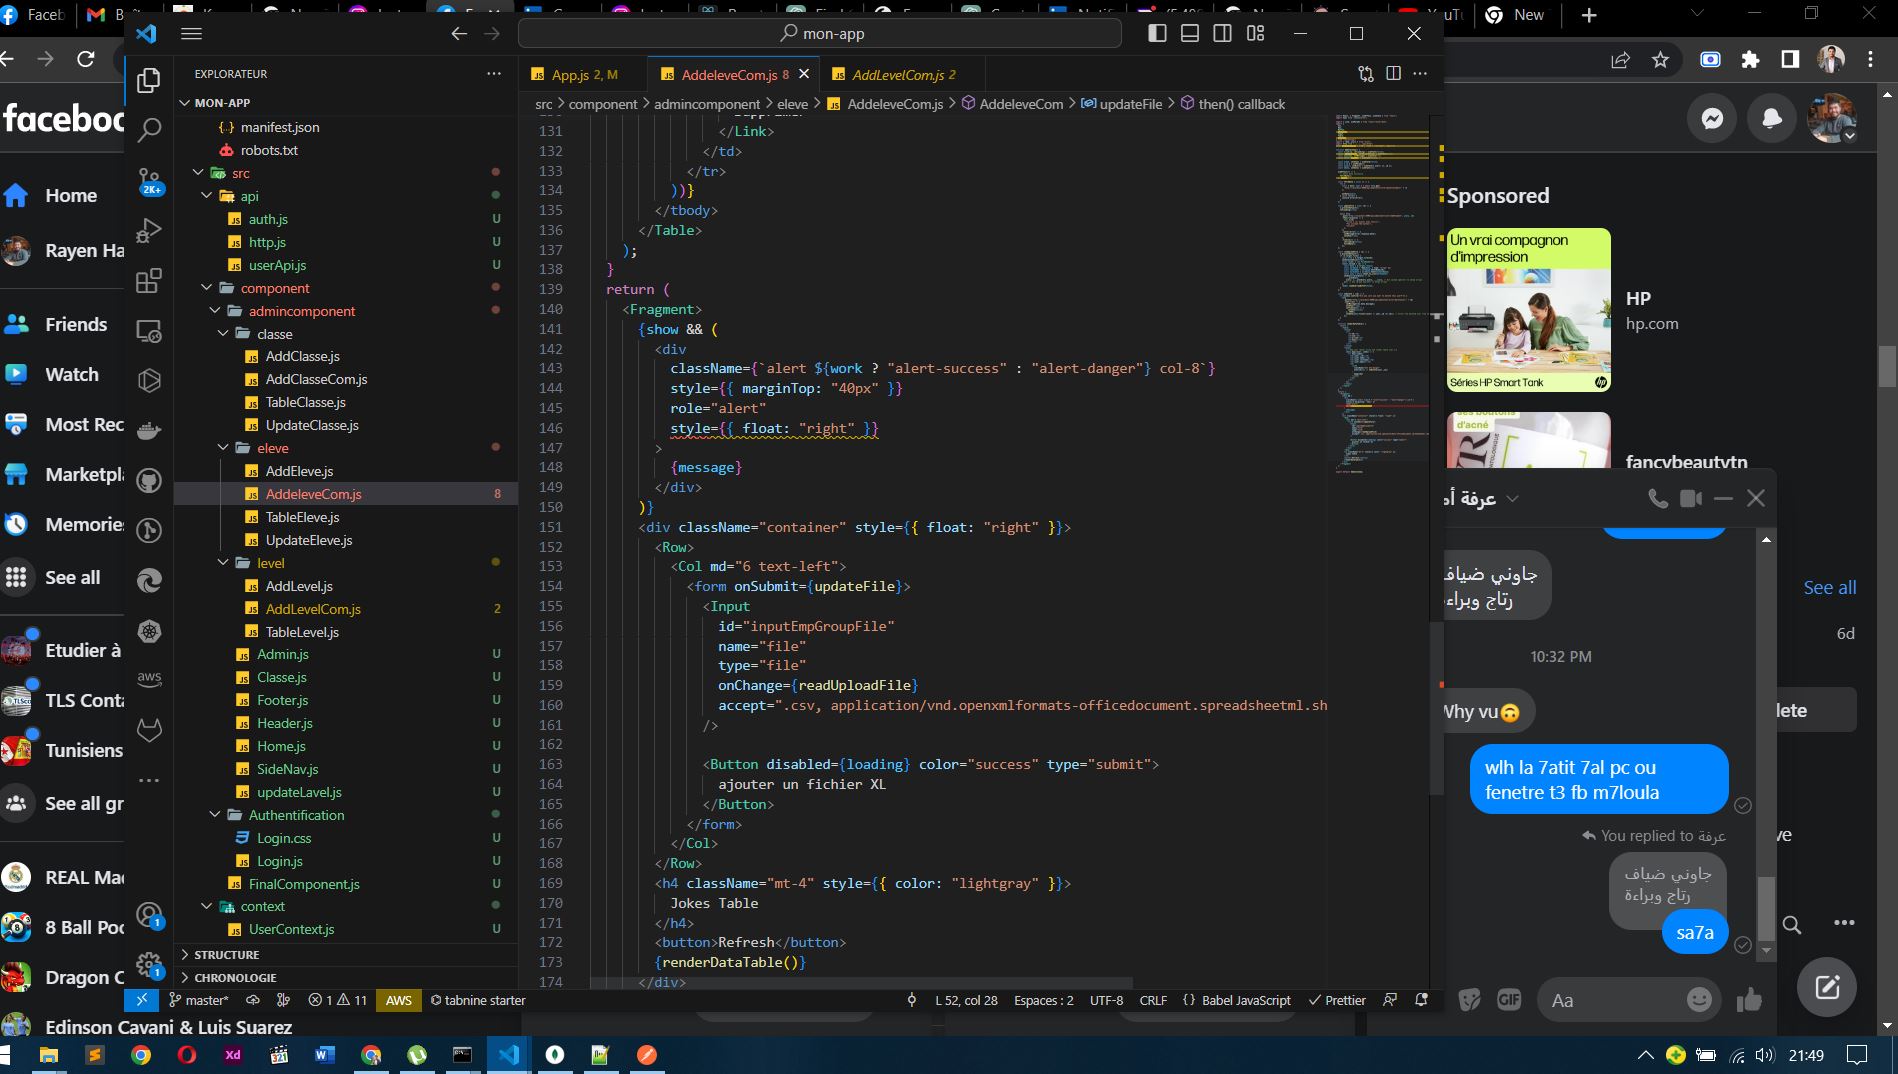 Faceb
New
YouTu
facebook
Home
Rayen Ha
Friends
Watch
Most Rec
Marketpla
Memories
See all
Etudier à
TLS Conta
Tunisiens
See all gr
REAL Mad
8 Ball Poo
Dragon C
Edinson Cavani & Luis Suarez
mon-app
EXPLORATEUR
MON-APP
manifest.json
robots.txt
src
api
auth.js U
http.js U
userApi.js U
component
admincomponent
classe
AddClasse.js
AddClasseCom.js
TableClasse.js
UpdateClasse.js
eleve
AddEleve.js
AddeleveCom.js 8
TableEleve.js
UpdateEleve.js
level
AddLevel.js
AddLevelCom.js 2
TableLevel.js
Admin.js U
Classe.js U
Footer.js U
Header.js U
Home.js U
SideNav.js U
updateLavel.js U
Authentification
Login.css U
Login.js U
FinalComponent.js U
context
UserContext.js U
STRUCTURE
CHRONOLOGIE
2K+
aws
1
1
App.js 2, M
AddeleveCom.js 8
AddLevelCom.js 2
src > component > admincomponent > eleve > AddeleveCom.js > AddeleveCom > updateFile > then() callback
131 </Link>
132 </td>
133 </tr>
134 ))}
135 </tbody>
136 </Table>
137 );
138 }
139 return (
140 <Fragment>
141 {show && (
142 <div
143 className={`alert ${work ? "alert-success" : "alert-danger"} col-8`}
144 style={{ marginTop: "40px" }}
145 role="alert"
146 style={{ float: "right" }}
147 >
148 {message}
149 </div>
150 )}
151 <div className="container" style={{ float: "right" }}>
152 <Row>
153 <Col md="6 text-left">
154 <form onSubmit={updateFile}>
155 <Input
156 id="inputEmpGroupFile"
157 name="file"
158 type="file"
159 onChange={readUploadFile}
160 accept=".csv, application/vnd.openxmlformats-officedocument.spreadsheetml.sh
161 />
162
163 <Button disabled={loading} color="success" type="submit">
164 ajouter un fichier XL
165 </Button>
166 </form>
167 </Col>
168 </Row>
169 <h4 className="mt-4" style={{ color: "lightgray" }}>
170 Jokes Table
171 </h4>
172 <button>Refresh</button>
173 {renderDataTable()}
174 </div>
master* 1 11 AWS tabnine starter L 52, col 28 Espaces : 2 UTF-8 CRLF {} Babel JavaScript Prettier
Sponsored
Un vrai compagnon
d'impression
Séries HP Smart Tank
HP
hp.com
d'acné
fancybeautytn
عرفة أم
جاوني ضياف
رتاج وبراءة
See all
6d
10:32 PM
Why vu🙃
lete
wlh la 7atit 7al pc ou
fenetre t3 fb m7loula
You replied to عرفة
ve
جاوني ضياف
رتاج وبراءة
sa7a
GIF
Aa
Xd
321
21:49